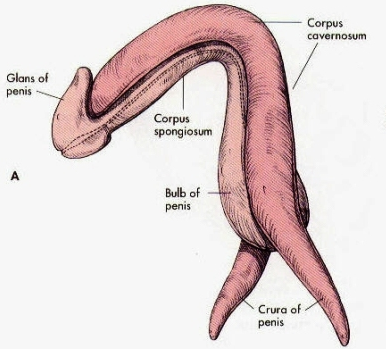 Corpus
cavernosum
Glans of
penis
Corpus
spongiosum
A
Bulb of
penis
Crura of
penis